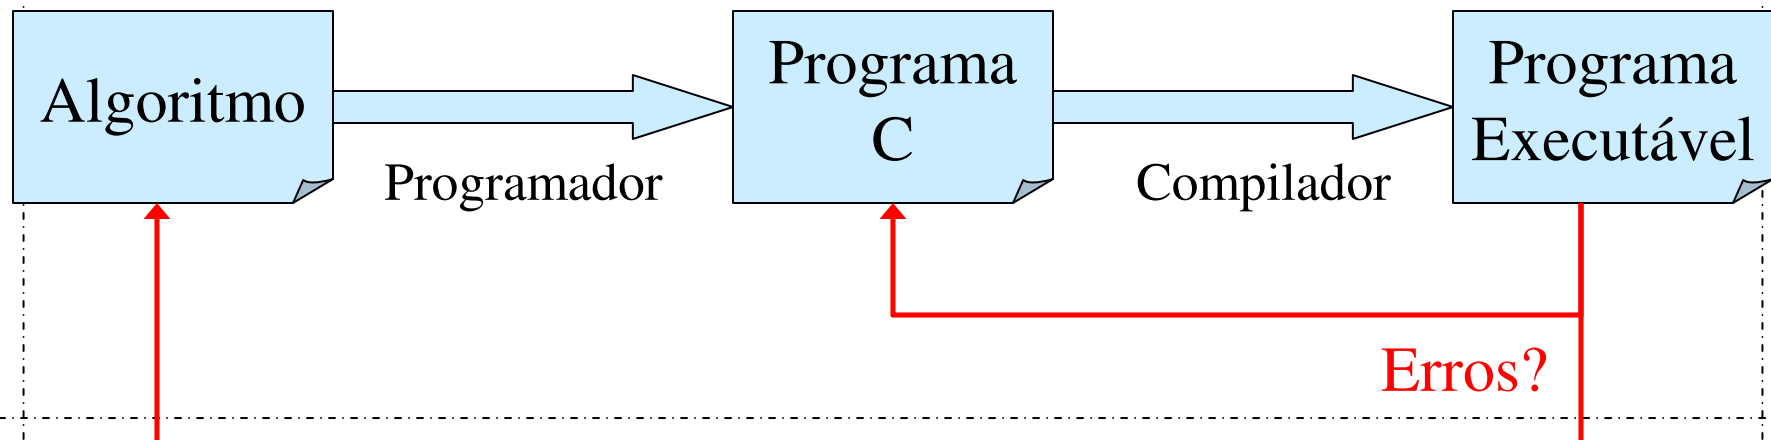 Algoritmo
Programador
Programa
C
Compilador
Programa
Executável
Erros?